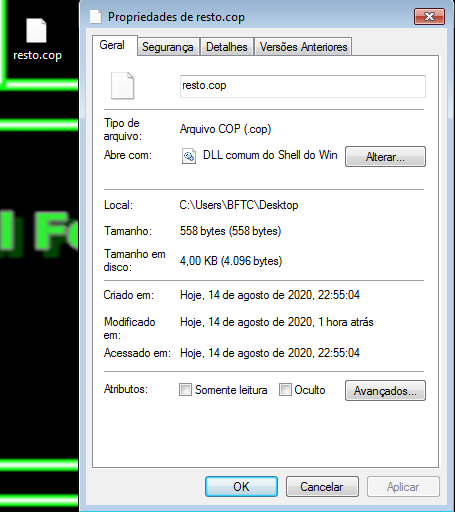 resto.cop
l Fe
Propriedades de resto.cop
Geral Segurança Detalhes Versões Anteriores
resto.cop
Tipo de arquivo: Arquivo COP (.cop)
Abre com: DLL comum do Shell do Win Alterar...
Local: C:\Users\BFTC\Desktop
Tamanho: 558 bytes (558 bytes)
Tamanho em disco: 4,00 KB (4.096 bytes)
Criado em: Hoje, 14 de agosto de 2020, 22:55:04
Modificado em: Hoje, 14 de agosto de 2020, 1 hora atrás
Acessado em: Hoje, 14 de agosto de 2020, 22:55:04
Atributos: Somente leitura Oculto Avançados...
OK Cancelar Aplicar